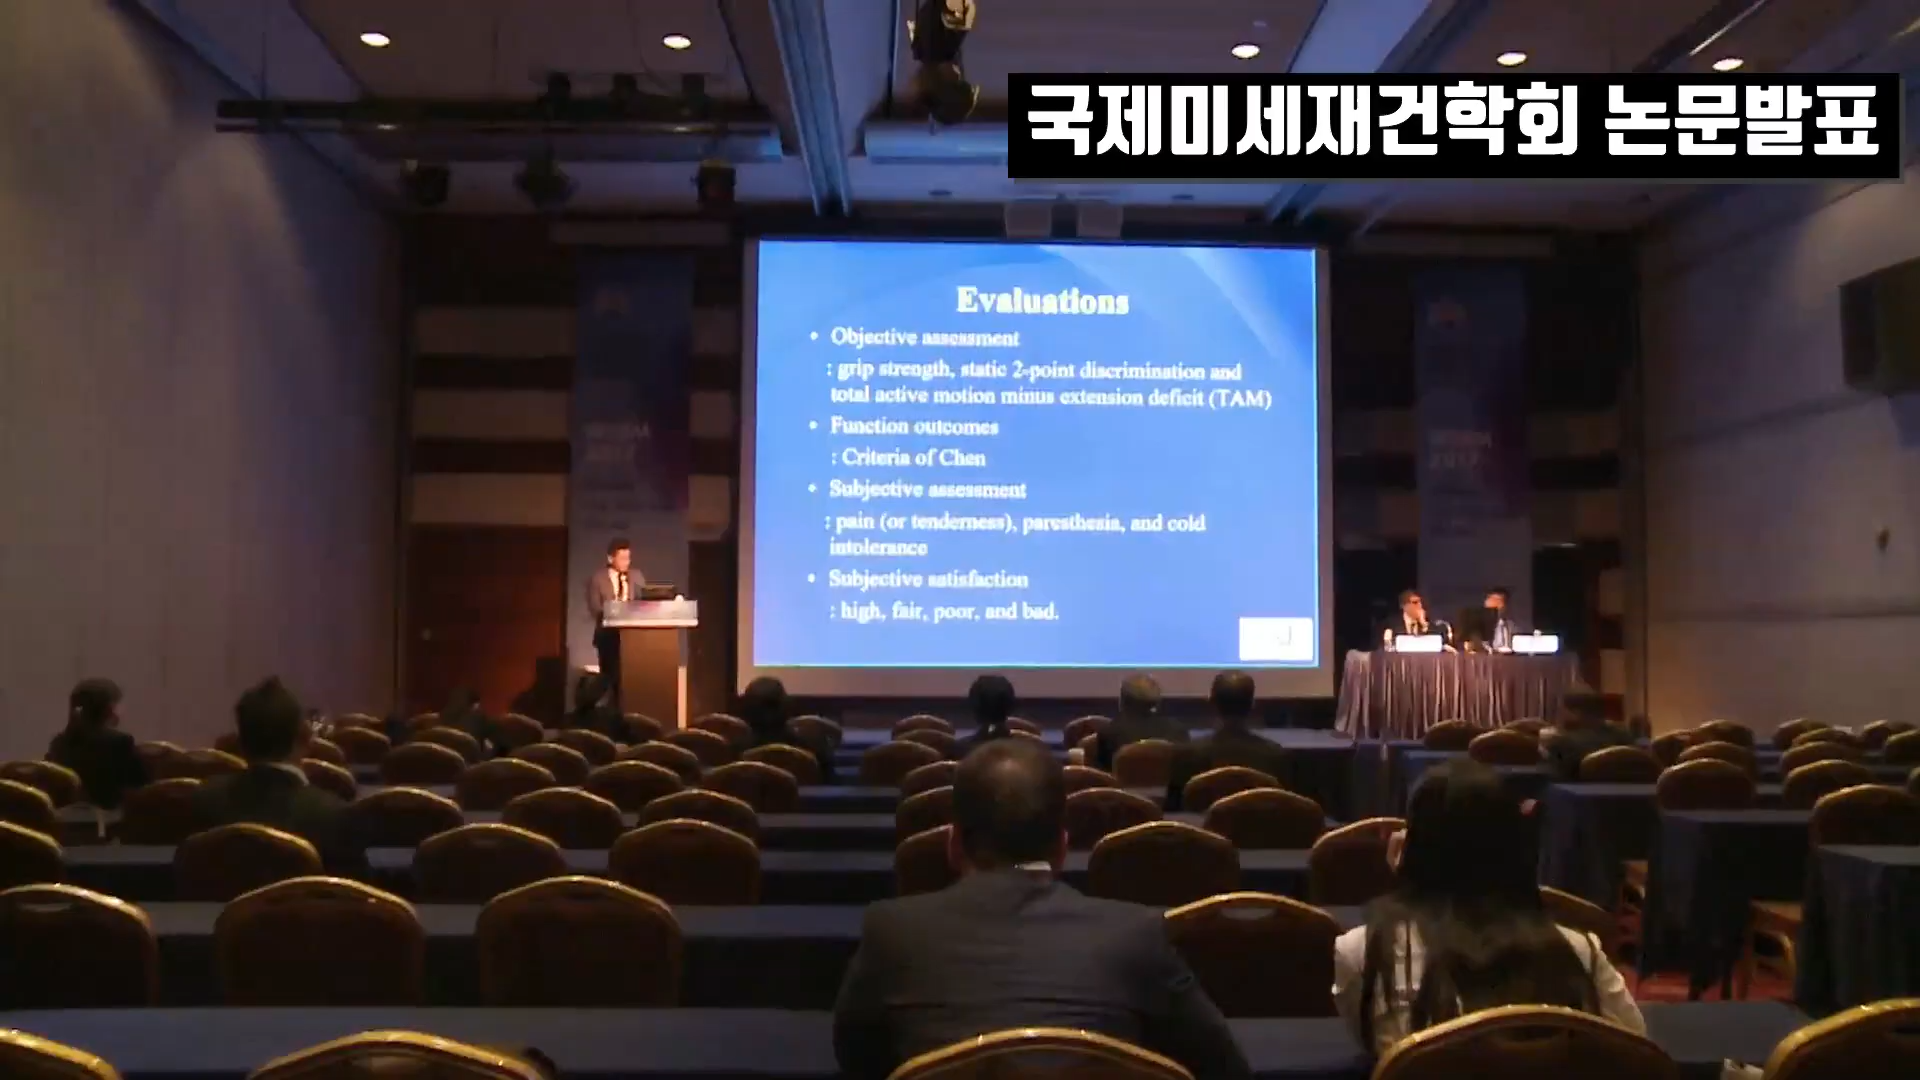 국제미세재건학회 논문발표
Evaluations
• Objective assessment
: grip strength, static 2-point discrimination and
total active motion minus extension deficit (TAM)
• Function outcomes
: Criteria of Chen
• Subjective assessment
: pain (or tenderness), paresthesia, and cold
intolerance
• Subjective satisfaction
: high, fair, poor, and bad.